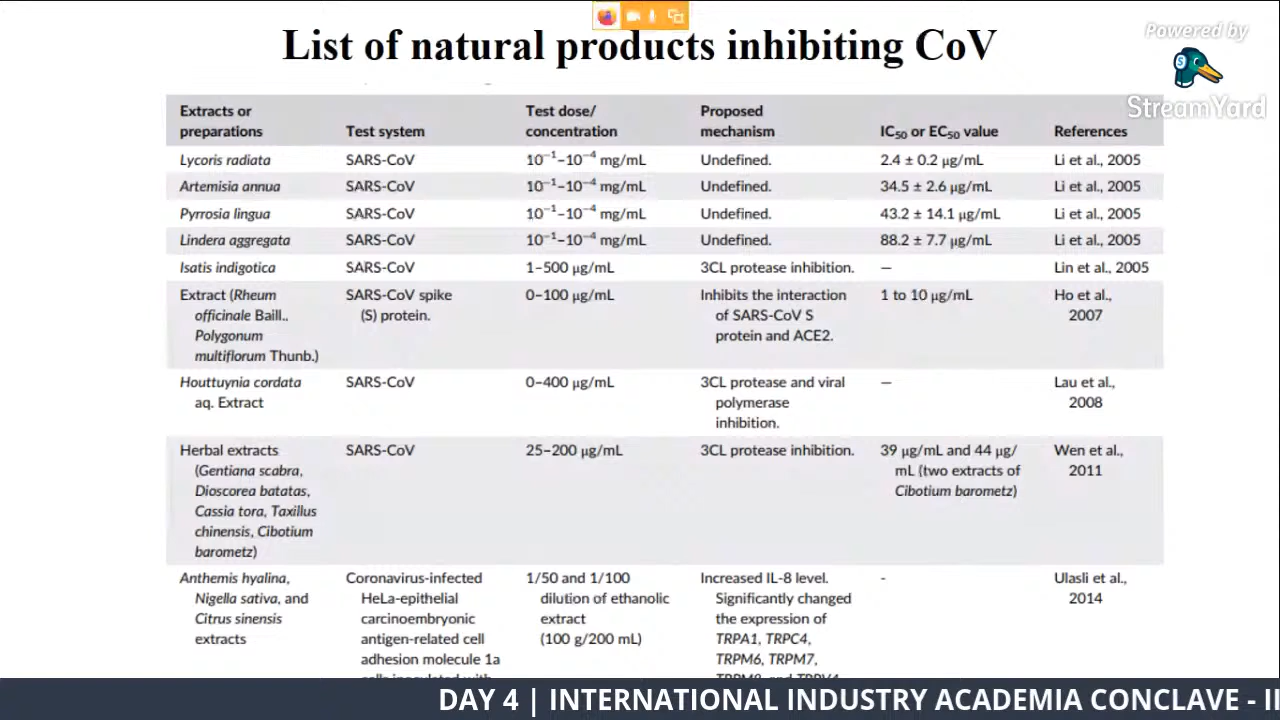 List of natural products inhibiting CoV
Powered by
StreamYard
Extracts or preparations | Test system | Test dose/ concentration | Proposed mechanism | IC50 or EC50 value | References
Lycoris radiata | SARS-CoV | 10⁻¹–10⁻⁴ mg/mL | Undefined. | 2.4 ± 0.2 μg/mL | Li et al., 2005
Artemisia annua | SARS-CoV | 10⁻¹–10⁻⁴ mg/mL | Undefined. | 34.5 ± 2.6 μg/mL | Li et al., 2005
Pyrrosia lingua | SARS-CoV | 10⁻¹–10⁻⁴ mg/mL | Undefined. | 43.2 ± 14.1 μg/mL | Li et al., 2005
Lindera aggregata | SARS-CoV | 10⁻¹–10⁻⁴ mg/mL | Undefined. | 88.2 ± 7.7 μg/mL | Li et al., 2005
Isatis indigotica | SARS-CoV | 1–500 μg/mL | 3CL protease inhibition. | — | Lin et al., 2005
Extract (Rheum officinale Baill., Polygonum multiflorum Thunb.) | SARS-CoV spike (S) protein. | 0–100 μg/mL | Inhibits the interaction of SARS-CoV S protein and ACE2. | 1 to 10 μg/mL | Ho et al., 2007
Houttuynia cordata aq. Extract | SARS-CoV | 0–400 μg/mL | 3CL protease and viral polymerase inhibition. | — | Lau et al., 2008
Herbal extracts (Gentiana scabra, Dioscorea batatas, Cassia tora, Taxillus chinensis, Cibotium barometz) | SARS-CoV | 25–200 μg/mL | 3CL protease inhibition. | 39 μg/mL and 44 μg/mL (two extracts of Cibotium barometz) | Wen et al., 2011
Anthemis hyalina, Nigella sativa, and Citrus sinensis extracts | Coronavirus-infected HeLa-epithelial carcinoembryonic antigen-related cell adhesion molecule 1a | 1/50 and 1/100 dilution of ethanolic extract (100 g/200 mL) | Increased IL-8 level. Significantly changed the expression of TRPA1, TRPC4, TRPM6, TRPM7, | - | Ulasli et al., 2014
DAY 4 | INTERNATIONAL INDUSTRY ACADEMIA CONCLAVE -